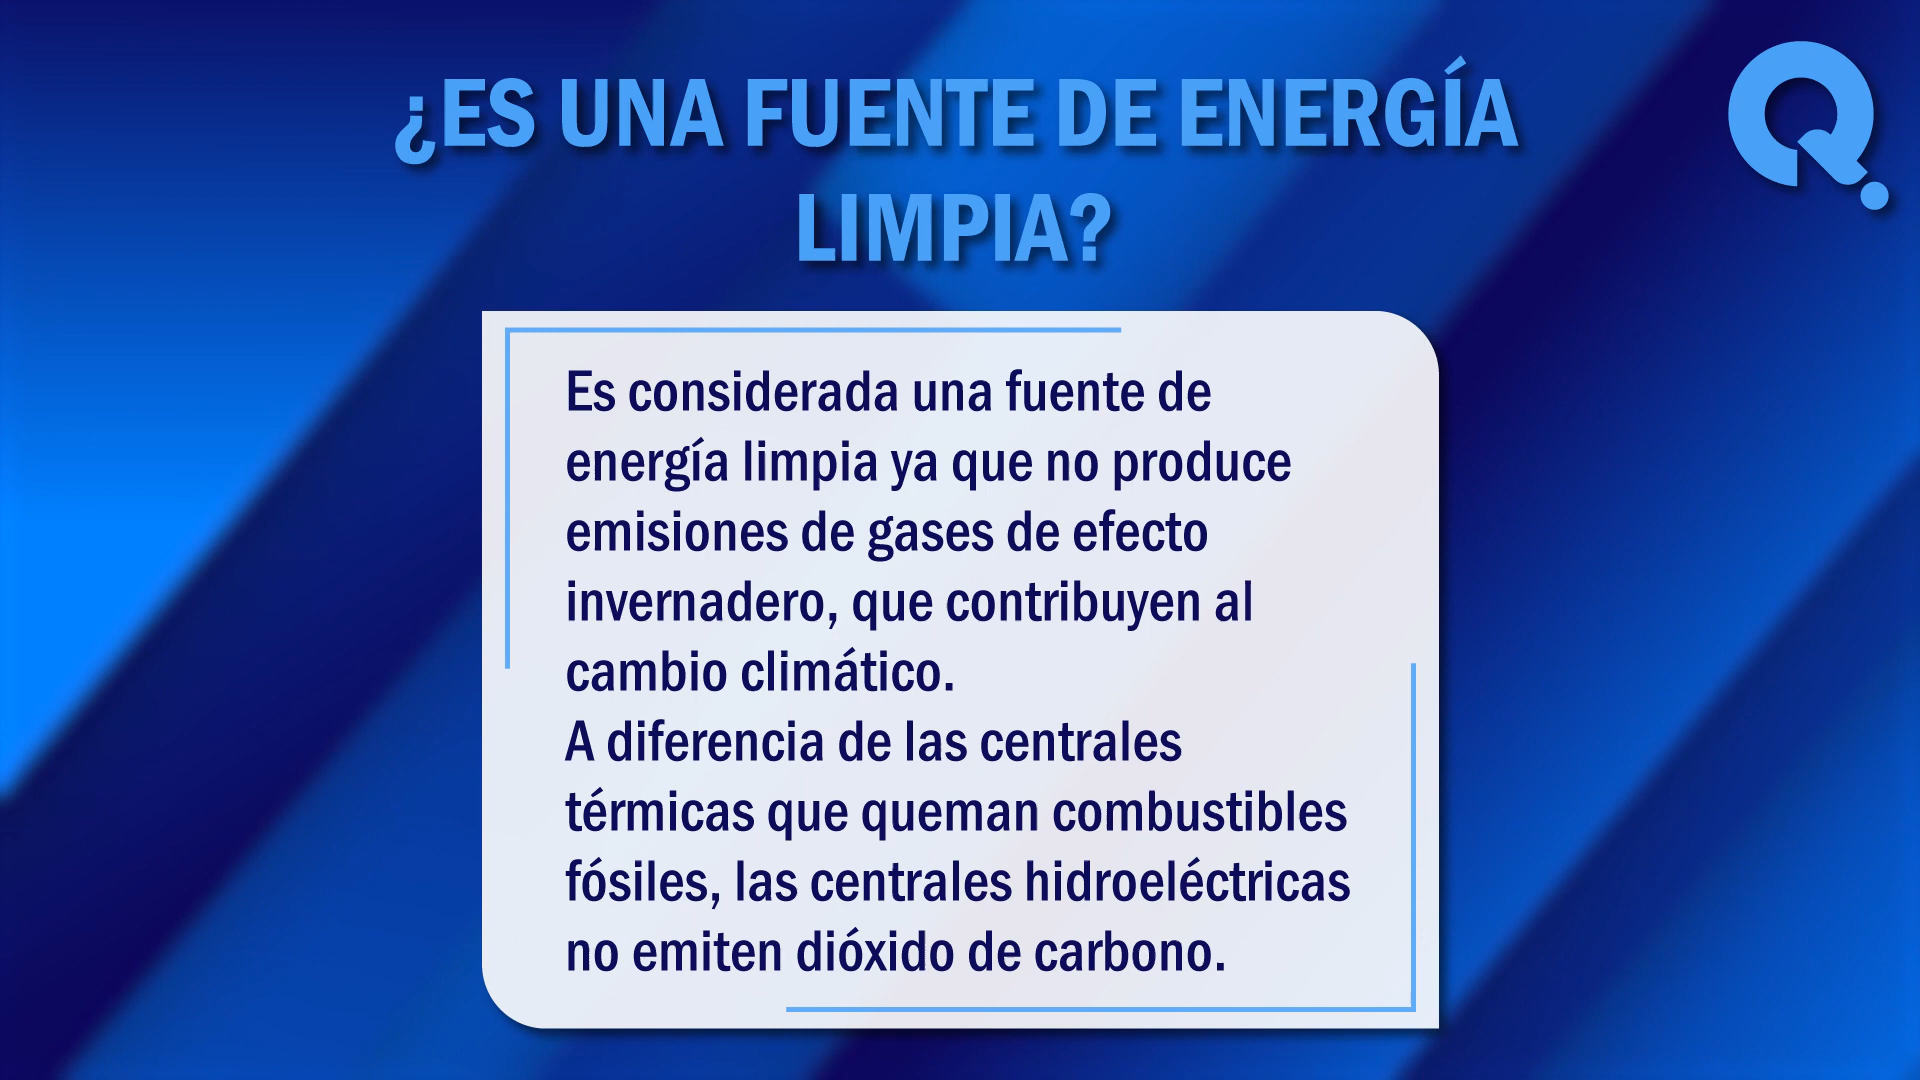 ¿ES UNA FUENTE DE ENERGÍA
LIMPIA?
Es considerada una fuente de
energía limpia ya que no produce
emisiones de gases de efecto
invernadero, que contribuyen al
cambio climático.
A diferencia de las centrales
térmicas que queman combustibles
fósiles, las centrales hidroeléctricas
no emiten dióxido de carbono.